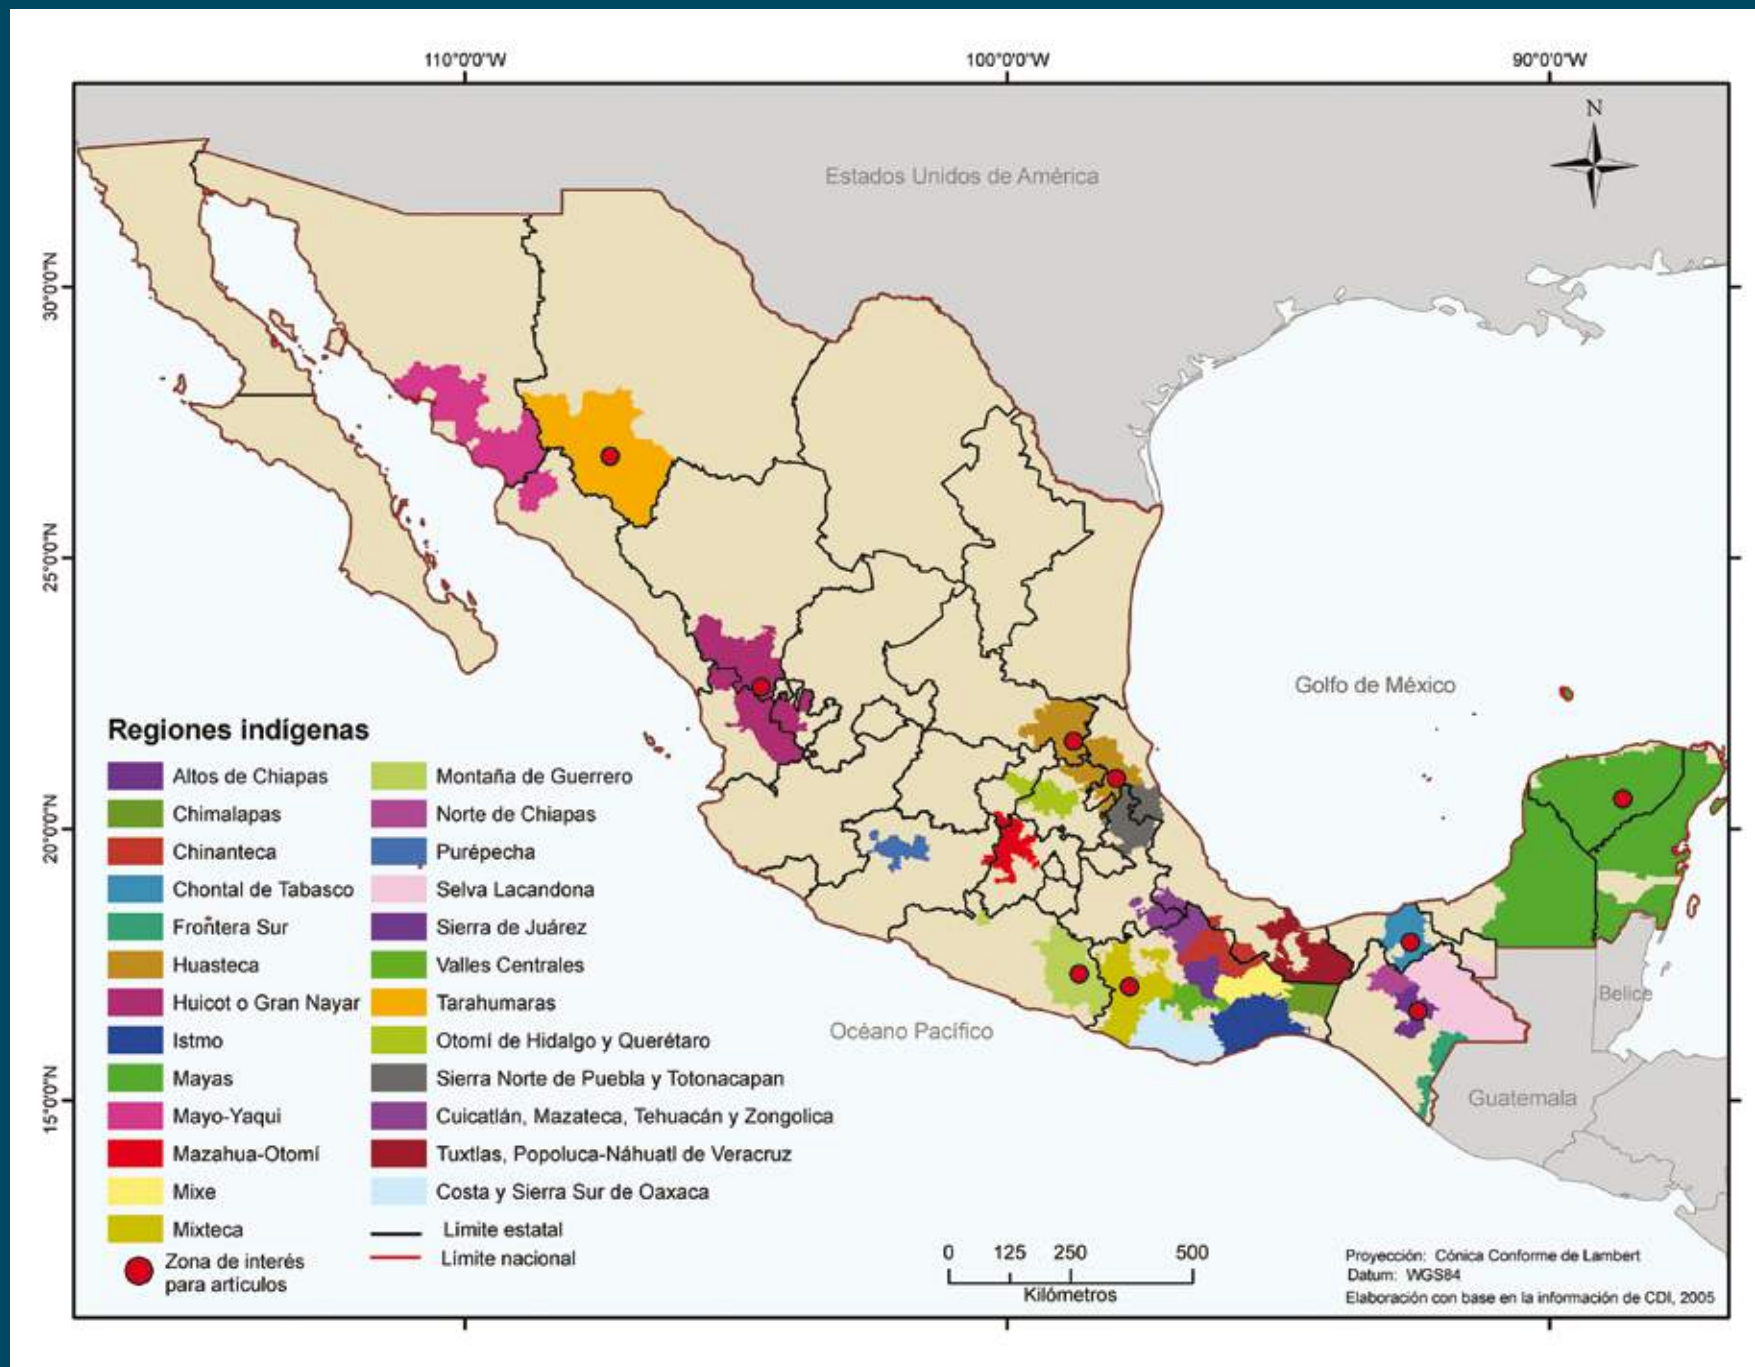 110°0'0"W
100°0'0"W
90°0'0"W
N
Estados Unidos de América
30°0'0"N
25°0'0"N
20°0'0"N
15°0'0"N
Golfo de México
Océano Pacífico
Belice
Guatemala
Regiones indígenas
Altos de Chiapas
Chimalapas
Chinanteca
Chontal de Tabasco
Frontera Sur
Huasteca
Huicot o Gran Nayar
Istmo
Mayas
Mayo-Yaqui
Mazahua-Otomí
Mixe
Mixteca
Zona de interés
para artículos
Montaña de Guerrero
Norte de Chiapas
Purépecha
Selva Lacandona
Sierra de Juárez
Valles Centrales
Tarahumaras
Otomí de Hidalgo y Querétaro
Sierra Norte de Puebla y Totonacapan
Cuicatlán, Mazateca, Tehuacán y Zongolica
Tuxtlas, Popoluca-Náhuatl de Veracruz
Costa y Sierra Sur de Oaxaca
Límite estatal
Límite nacional
0 125 250 500
Kilómetros
Proyección: Cónica Conforme de Lambert
Datum: WGS84
Elaboración con base en la información de CDI, 2005